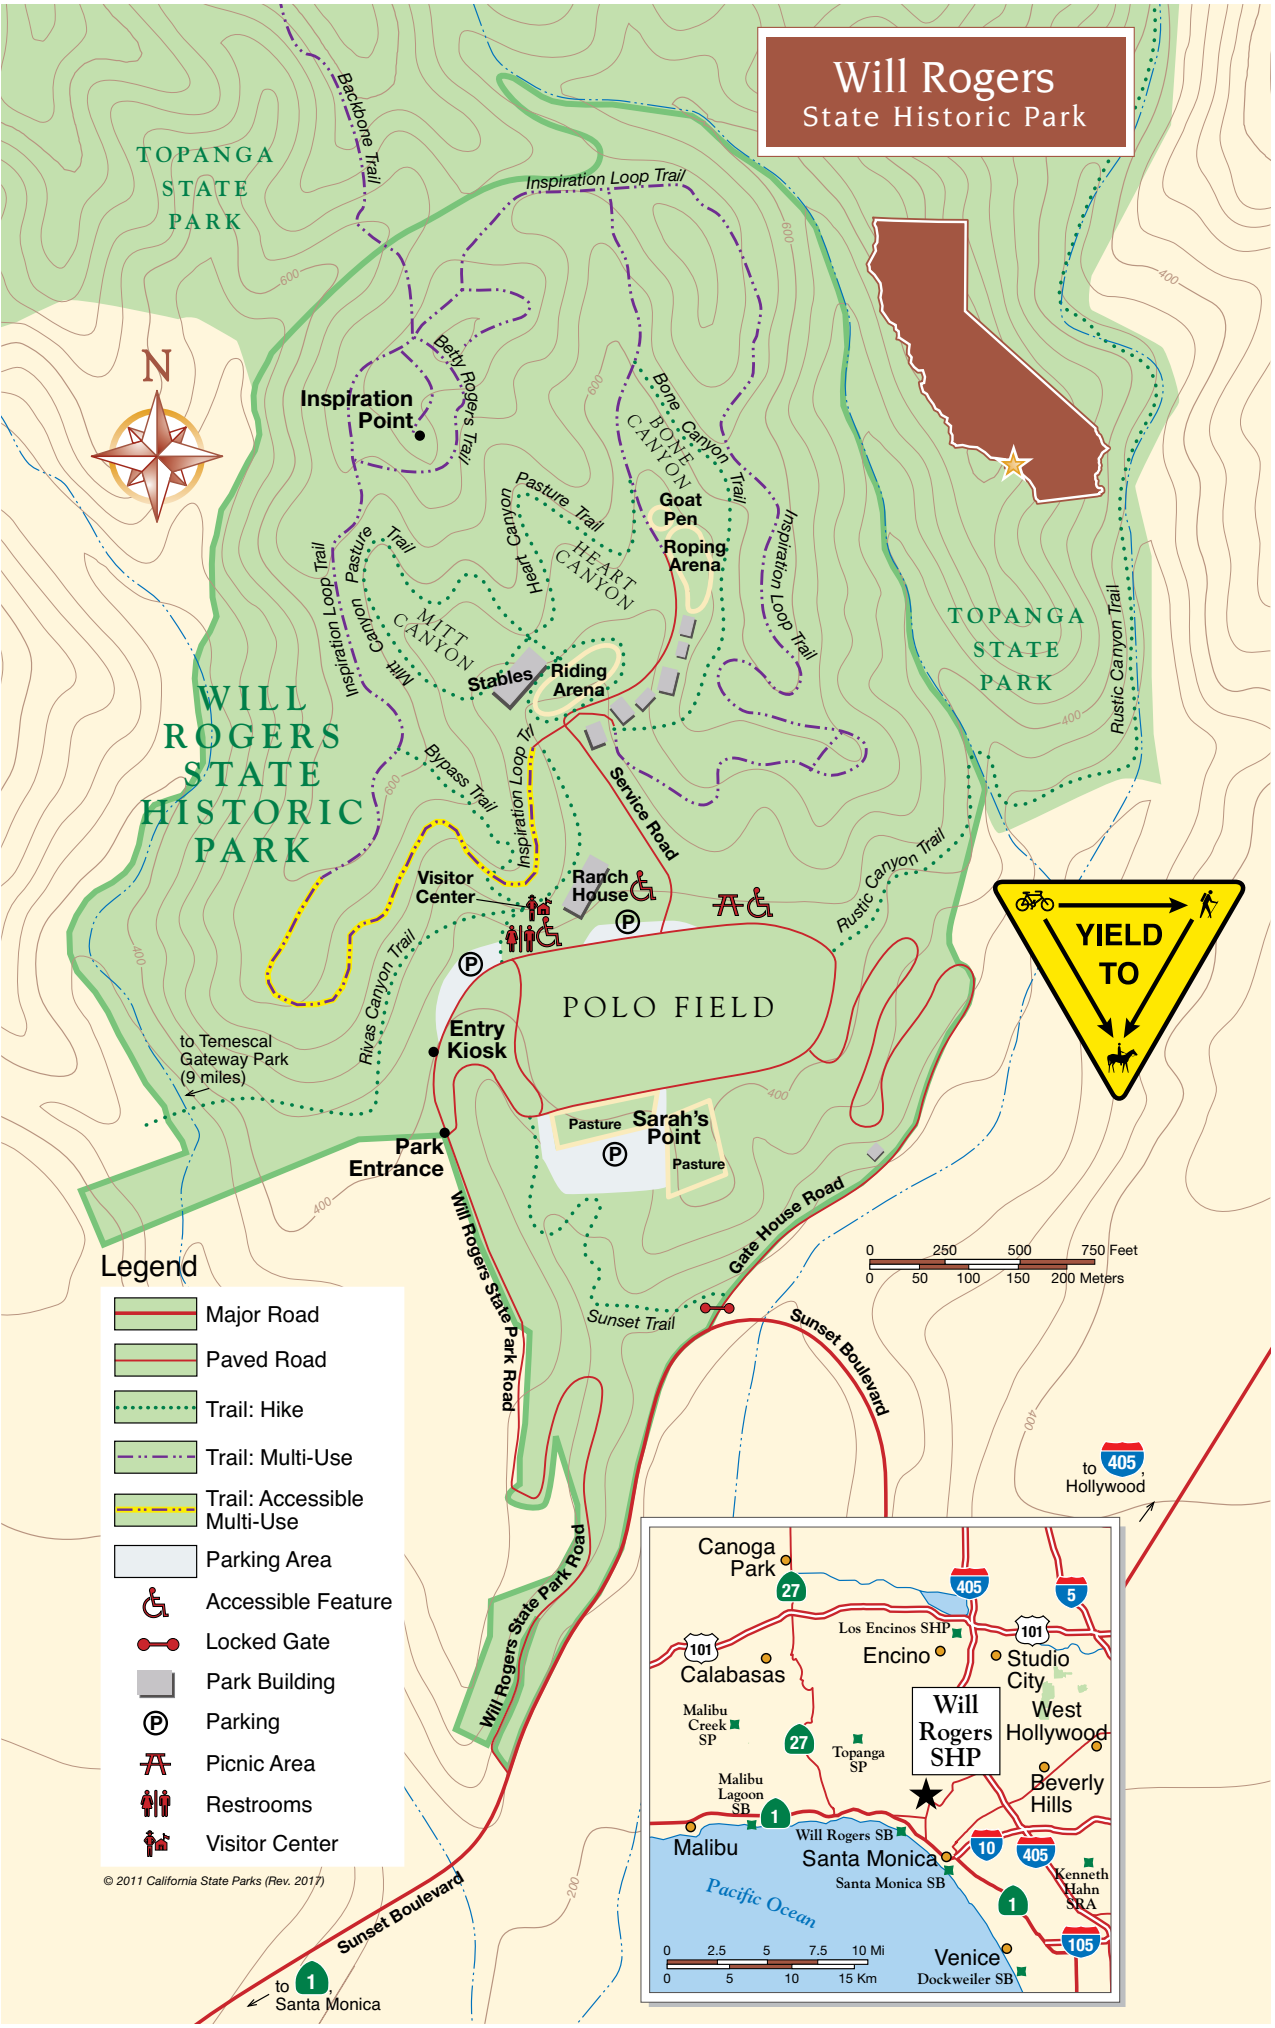 Will Rogers
State Historic Park
TOPANGA
STATE
PARK
Backbone Trail
Inspiration Loop Trail
600
600
400
N
Betty Rogers Trail
Inspiration
Point
600
Bone Canyon Trail
BONE
CANYON
Goat
Pen
Roping
Arena
Pasture Trail
Heart Canyon
HEART
CANYON
Inspiration Loop Trail
Mitt Canyon Pasture Trail
MITT
CANYON
Inspiration Loop Trail
Stables
Riding
Arena
TOPANGA
STATE
PARK
400
Rustic Canyon Trail
WILL
ROGERS
STATE
HISTORIC
PARK
600
Bypass Trail
Inspiration Loop Trl
Service Road
Visitor
Center
Ranch
House
P
Rustic Canyon Trail
400
Rivas Canyon Trail
P
POLO FIELD
YIELD
TO
to Temescal
Gateway Park
(9 miles)
Entry
Kiosk
400
Pasture
Sarah's
Point
P
Pasture
Park
Entrance
400
Will Rogers State Park Road
Gate House Road
0 250 500 750 Feet
0 50 100 150 200 Meters
Sunset Trail
Sunset Boulevard
400
to 405,
Hollywood
Legend
Major Road
Paved Road
Trail: Hike
Trail: Multi-Use
Trail: Accessible
Multi-Use
Parking Area
Accessible Feature
Locked Gate
Park Building
P Parking
Picnic Area
Restrooms
Visitor Center
© 2011 California State Parks (Rev. 2017)
Will Rogers State Park Road
200
Sunset Boulevard
to 1,
Santa Monica
Canoga
Park
27
405
5
Los Encinos SHP
101
101
Encino
Studio
City
Calabasas
Malibu
Creek
SP
27
Topanga
SP
Will
Rogers
SHP
West
Hollywood
Beverly
Hills
Malibu
Lagoon
SB
1
Malibu
Will Rogers SB
Santa Monica
Santa Monica SB
10
405
Kenneth
Hahn
SRA
1
Pacific Ocean
105
Venice
Dockweiler SB
0 2.5 5 7.5 10 Mi
0 5 10 15 Km